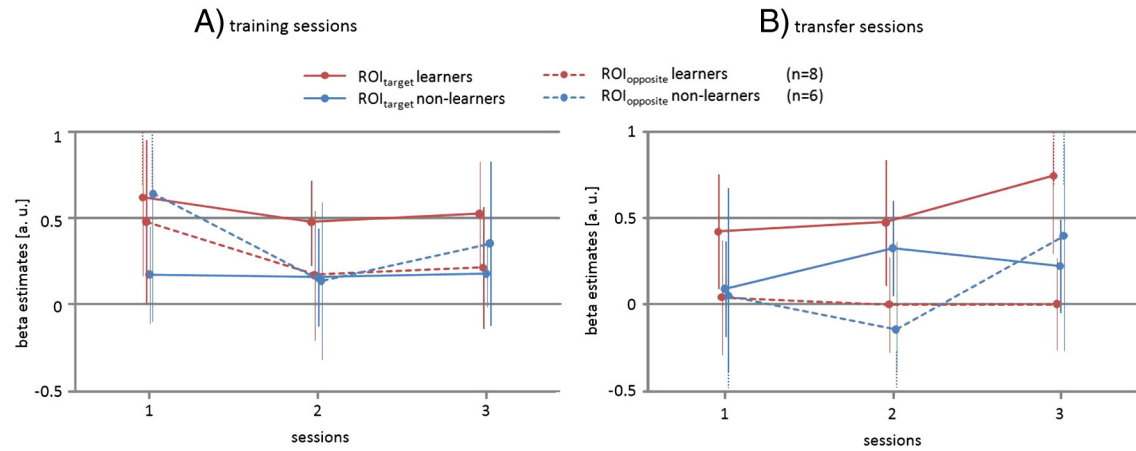 A) training sessions
B) transfer sessions
ROItarget learners
ROIopposite learners (n=8)
ROItarget non-learners
ROIopposite non-learners (n=6)
1
0.5
0
-0.5
beta estimates [a. u.]
1 2 3
sessions
1
0.5
0
-0.5
beta estimates [a. u.]
1 2 3
sessions